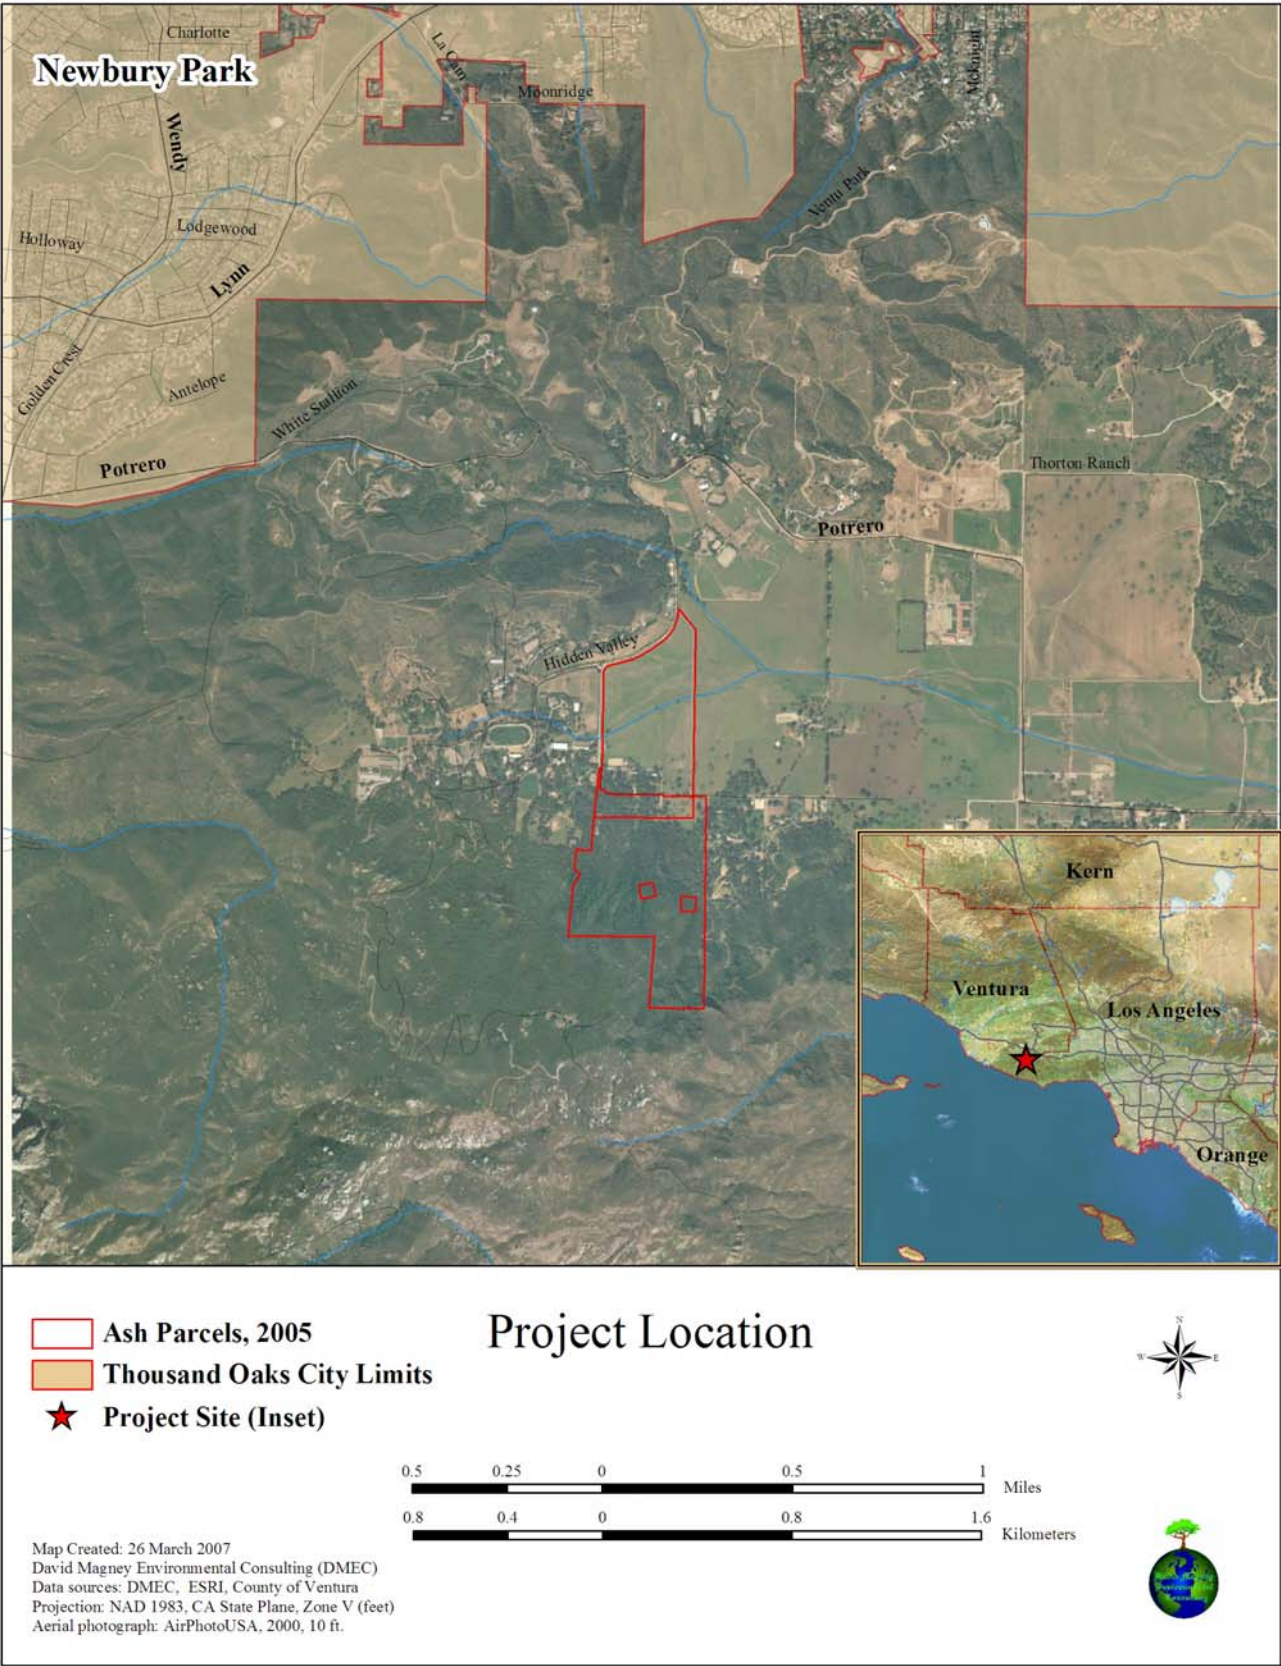 Charlotte
Newbury Park
La Cam
Moonridge
Mcknight
Wendy
Ventu Park
Lodgewood
Holloway
Lynn
Golden Crest
Antelope
White Stallion
Potrero
Thorton Ranch
Potrero
Hidden Valley
Kern
Ventura
Los Angeles
Orange
Ash Parcels, 2005
Project Location
Thousand Oaks City Limits
Project Site (Inset)
N
W
E
S
0.5 0.25 0 0.5 1
Miles
0.8 0.4 0 0.8 1.6
Kilometers
Map Created: 26 March 2007
David Magney Environmental Consulting (DMEC)
Data sources: DMEC, ESRI, County of Ventura
Projection: NAD 1983, CA State Plane, Zone V (feet)
Aerial photograph: AirPhotoUSA, 2000, 10 ft.